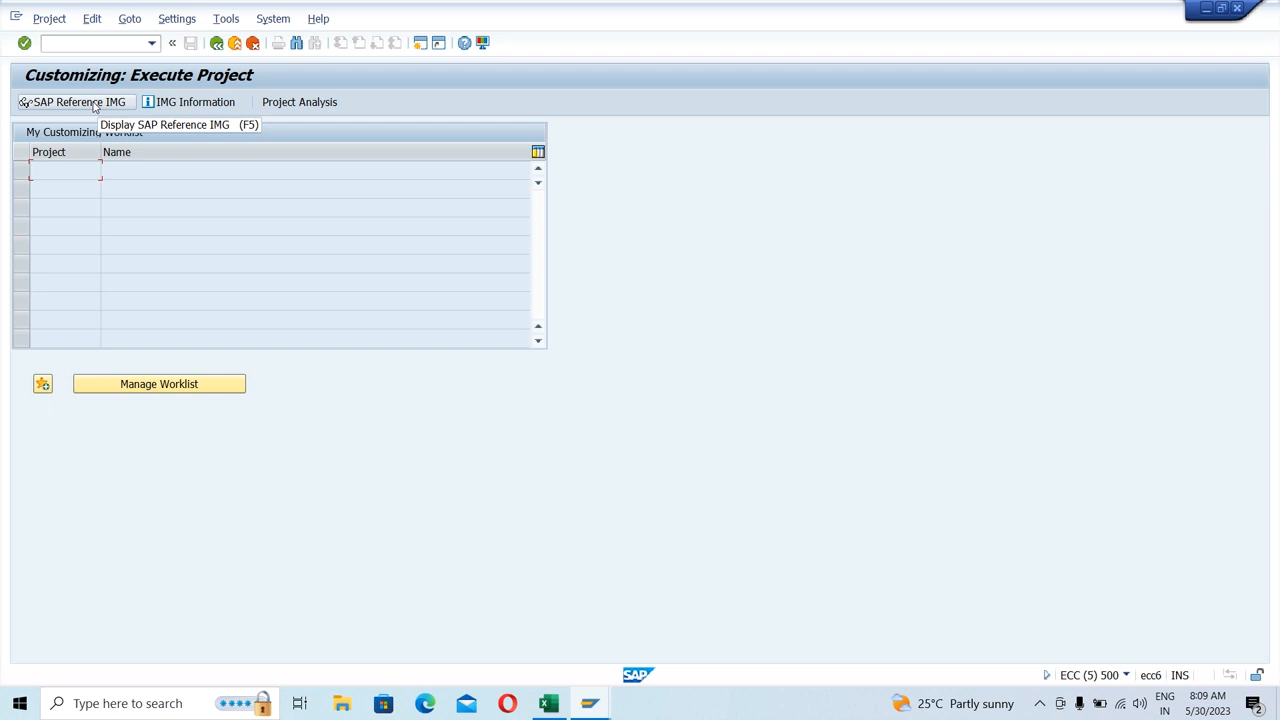 Project Edit Goto Settings Tools System Help
Customizing: Execute Project
SAP Reference IMG IMG Information Project Analysis
Display SAP Reference IMG (F5)
My Customizing Worklist
Project Name
Manage Worklist
SAP ECC (5) 500 ecc6 INS
Type here to search
25°C Partly sunny
ENG
IN
8:09 AM
5/30/2023
2